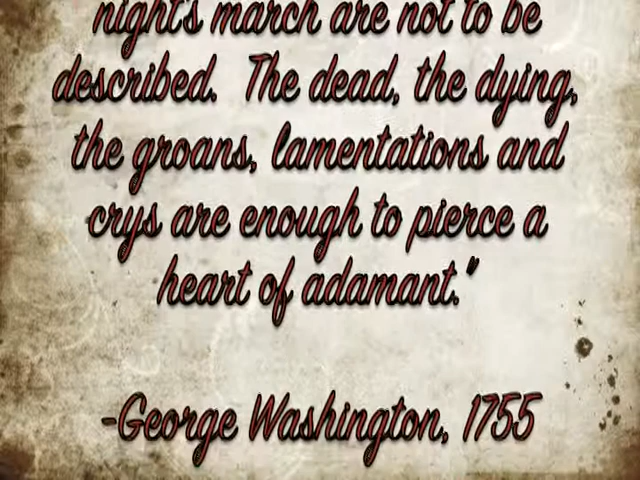 night's march are not to be
described. The dead, the dying,
the groans, lamentations and
crys are enough to pierce a
heart of adamant."
-George Washington, 1755